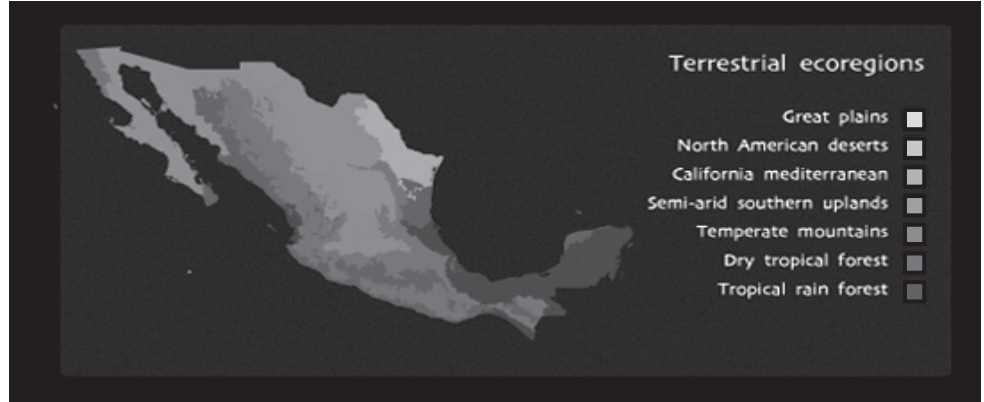 Terrestrial ecoregions
Great plains
North American deserts
California mediterranean
Semi-arid southern uplands
Temperate mountains
Dry tropical forest
Tropical rain forest